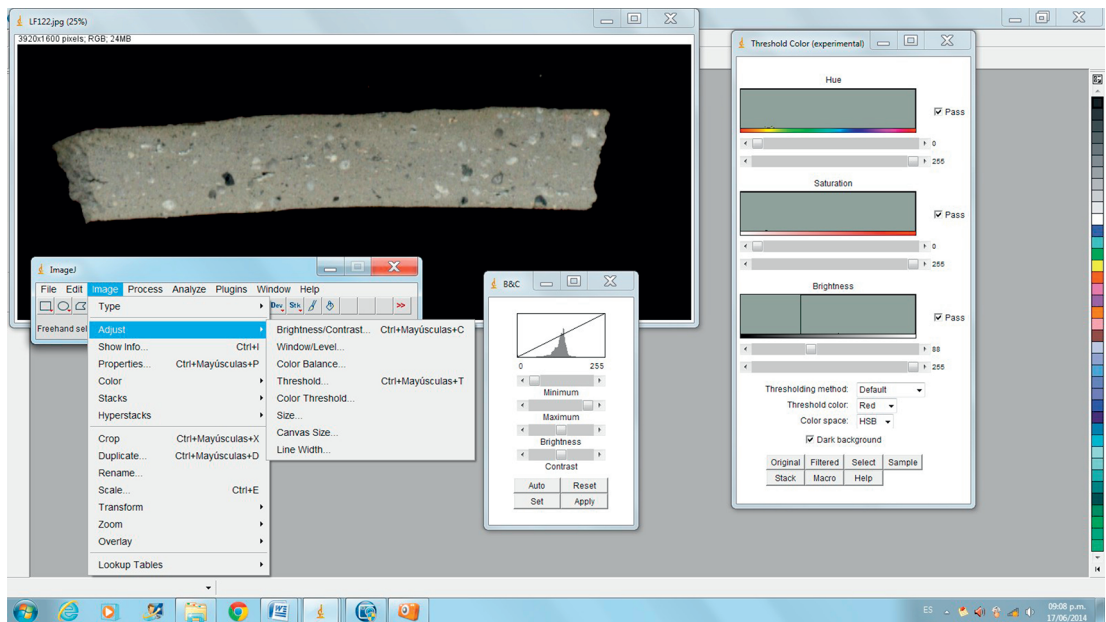 LF122.jpg (25%)
3920x1600 pixels; RGB; 24MB
ImageJ
File Edit Image Process Analyze Plugins Window Help
Dev Stk >>
Freehand sel
Type
Adjust
Show Info... Ctrl+I
Properties... Ctrl+Mayúsculas+P
Color
Stacks
Hyperstacks
Crop Ctrl+Mayúsculas+X
Duplicate... Ctrl+Mayúsculas+D
Rename...
Scale... Ctrl+E
Transform
Zoom
Overlay
Lookup Tables
Brightness/Contrast... Ctrl+Mayúsculas+C
Window/Level...
Color Balance...
Threshold... Ctrl+Mayúsculas+T
Color Threshold...
Size...
Canvas Size...
Line Width...
B&C
0 255
Minimum
Maximum
Brightness
Contrast
Auto Reset
Set Apply
Threshold Color (experimental)
Hue
Pass
0
255
Saturation
Pass
0
255
Brightness
Pass
88
255
Thresholding method: Default
Threshold color: Red
Color space: HSB
Dark background
Original Filtered Select Sample
Stack Macro Help
ES 09:08 p.m.
17/06/2014